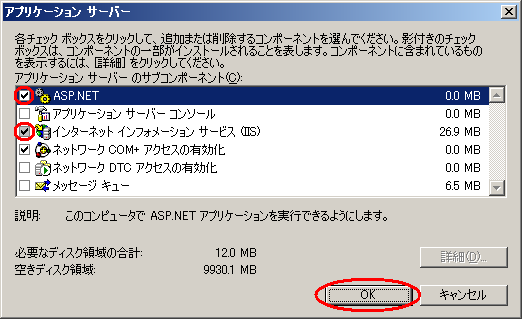 アプリケーション サーバー
各チェック ボックスをクリックして、追加または削除するコンポーネントを選んでください。影付きのチェック
ボックスは、コンポーネントの一部がインストールされることを表します。コンポーネントに含まれているもの
を表示するには、[詳細] をクリックしてください。
アプリケーション サーバー のサブコンポーネント(C):
ASP.NET 0.0 MB
アプリケーション サーバー コンソール 0.0 MB
インターネット インフォメーション サービス (IIS) 26.9 MB
ネットワーク COM+ アクセスの有効化 0.0 MB
ネットワーク DTC アクセスの有効化 0.0 MB
メッセージ キュー 6.5 MB
説明: このコンピュータで ASP.NET アプリケーションを実行できるようにします。
必要なディスク領域の合計: 12.0 MB
空きディスク領域: 9930.1 MB
詳細(D)...
OK キャンセル